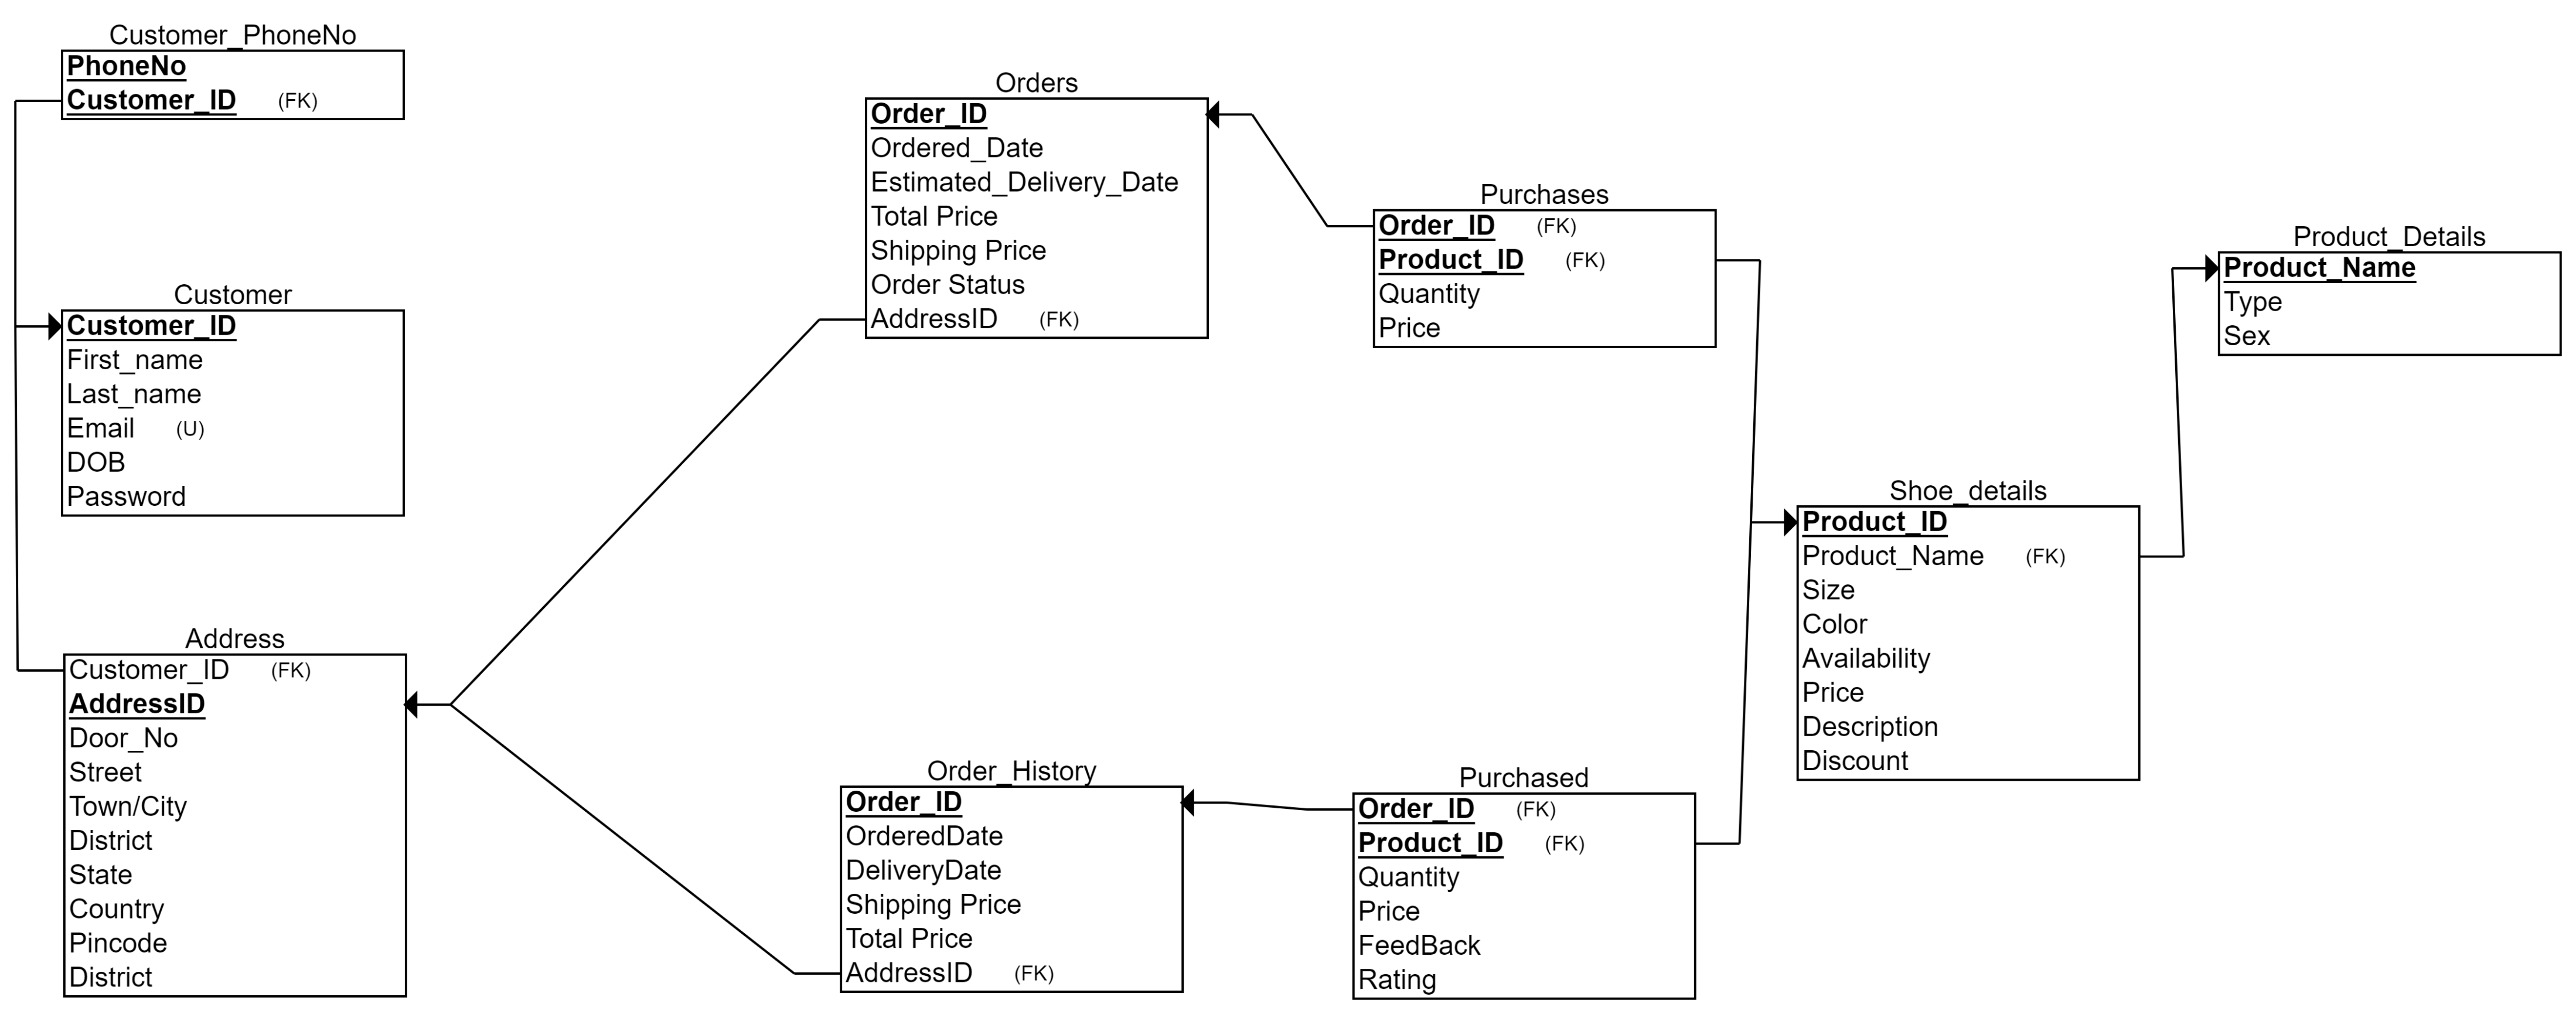 Customer_PhoneNo
PhoneNo
Customer_ID (FK)
Customer
Customer_ID
First_name
Last_name
Email (U)
DOB
Password
Address
Customer_ID (FK)
AddressID
Door_No
Street
Town/City
District
State
Country
Pincode
District
Orders
Order_ID
Ordered_Date
Estimated_Delivery_Date
Total Price
Shipping Price
Order Status
AddressID (FK)
Order_History
Order_ID
OrderedDate
DeliveryDate
Shipping Price
Total Price
AddressID (FK)
Purchases
Order_ID (FK)
Product_ID (FK)
Quantity
Price
Purchased
Order_ID (FK)
Product_ID (FK)
Quantity
Price
FeedBack
Rating
Shoe_details
Product_ID
Product_Name (FK)
Size
Color
Availability
Price
Description
Discount
Product_Details
Product_Name
Type
Sex